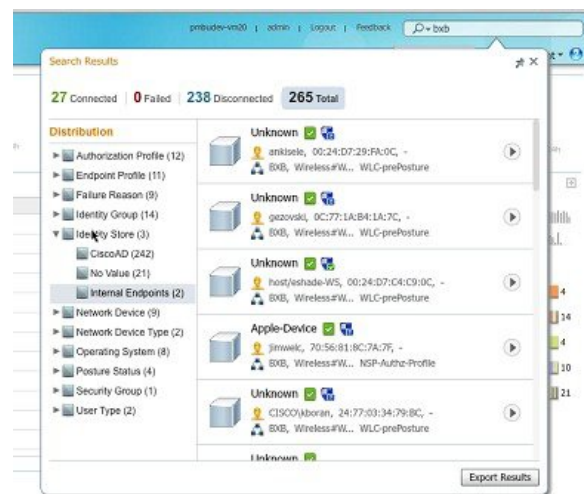 pmbudev-vm20 | admin | Logout | Feedback
bxb
Search Results
27 Connected | 0 Failed | 238 Disconnected 265 Total
Distribution
Authorization Profile (12)
Endpoint Profile (11)
Failure Reason (9)
Identity Group (14)
Identity Store (3)
CiscoAD (242)
No Value (21)
Internal Endpoints (2)
Network Device (9)
Network Device Type (2)
Operating System (8)
Posture Status (4)
Security Group (1)
User Type (2)
Unknown
ankisele, 00:24:D7:29:FA:0C, -
BXB, Wireless#W... WLC-prePosture
Unknown
gezovski, 0C:77:1A:B4:1A:7C, -
BXB, Wireless#W... WLC-prePosture
Unknown
host/eshade-WS, 00:24:D7:C4:C9:0C, -
BXB, Wireless#W... WLC-prePosture
Apple-Device
jimweic, 70:56:81:8C:7A:7F, -
BXB, Wireless#W... NSP-Authz-Profile
Unknown
CISCO\kboran, 24:77:03:34:79:BC, -
BXB, Wireless#W... WLC-prePosture
Unknown
4
14
4
10
21
Export Results